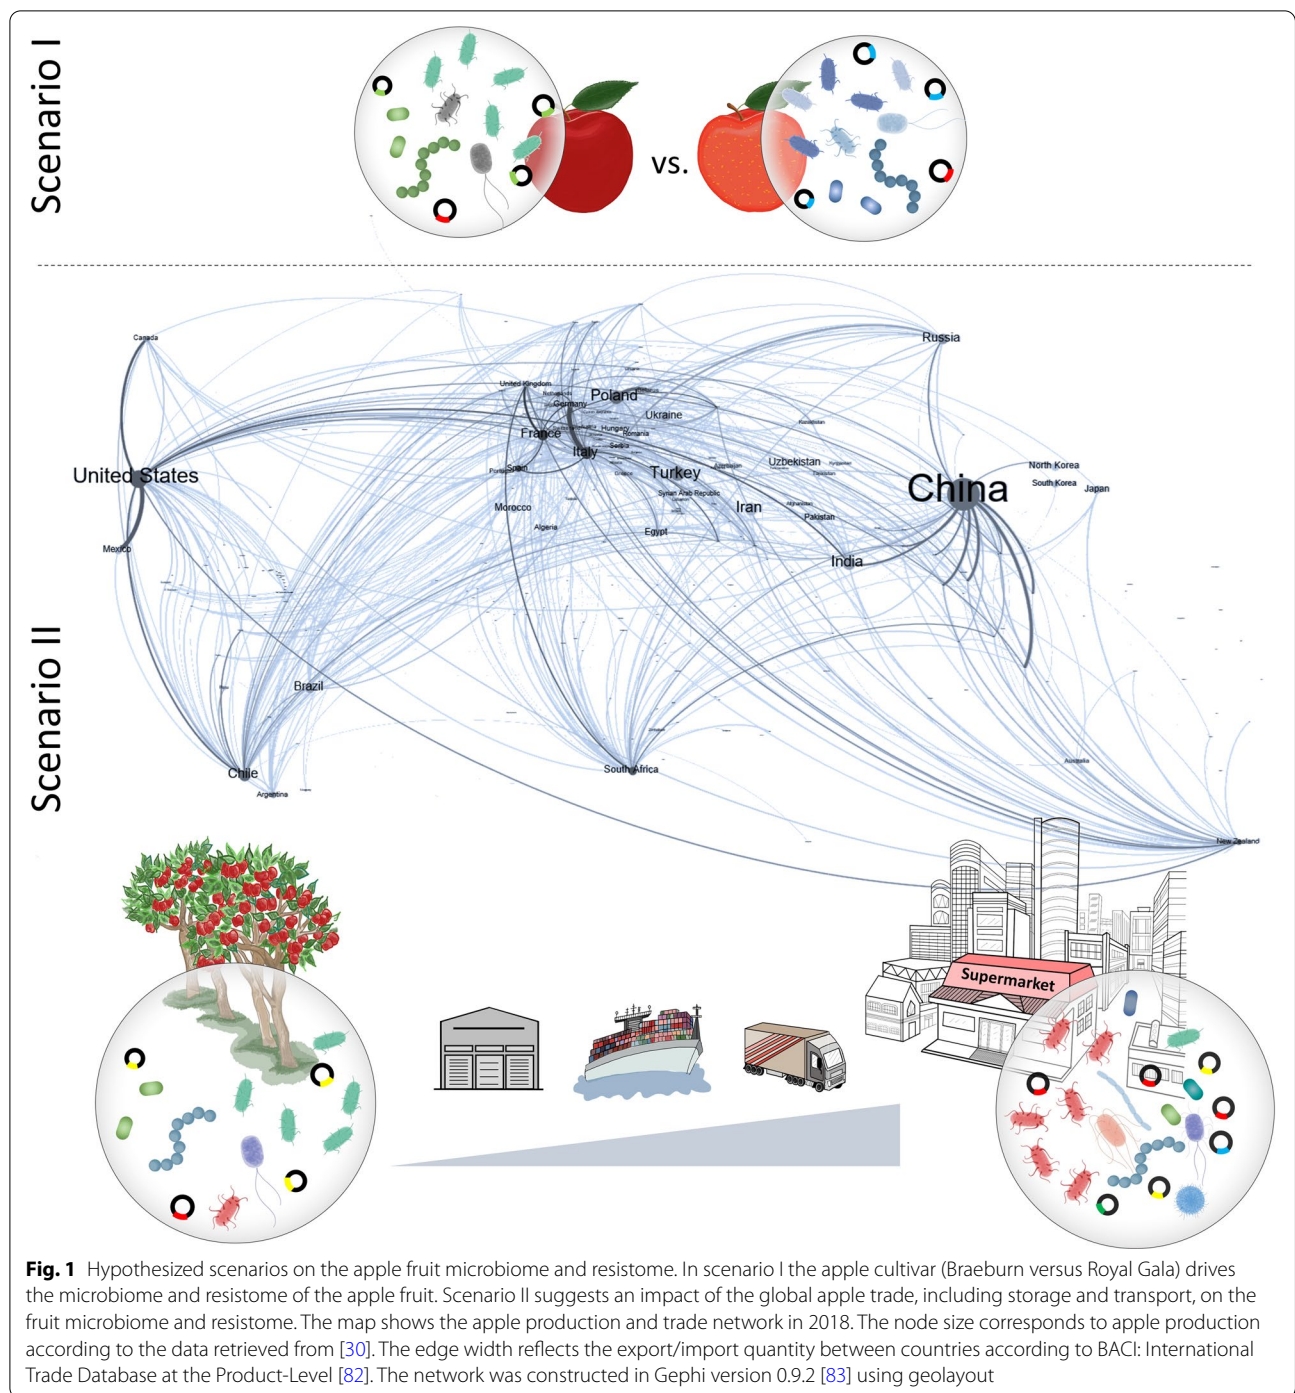 Scenario I
vs.
Scenario II
Canada
Russia
United Kingdom
Poland
Germany
Ukraine
France
Hungary
Romania
Italy
Serbia
United States
Spain
Turkey
Azerbaijan
Uzbekistan
China
North Korea
South Korea
Japan
Syrian Arab Republic
Morocco
Iran
Afghanistan
Pakistan
Algeria
Egypt
Mexico
India
Brazil
Chile
South Africa
Argentina
Australia
New Zealand
Supermarket
Fig. 1 Hypothesized scenarios on the apple fruit microbiome and resistome. In scenario I the apple cultivar (Braeburn versus Royal Gala) drives
the microbiome and resistome of the apple fruit. Scenario II suggests an impact of the global apple trade, including storage and transport, on the
fruit microbiome and resistome. The map shows the apple production and trade network in 2018. The node size corresponds to apple production
according to the data retrieved from [30]. The edge width reflects the export/import quantity between countries according to BACI: International
Trade Database at the Product-Level [82]. The network was constructed in Gephi version 0.9.2 [83] using geolayout